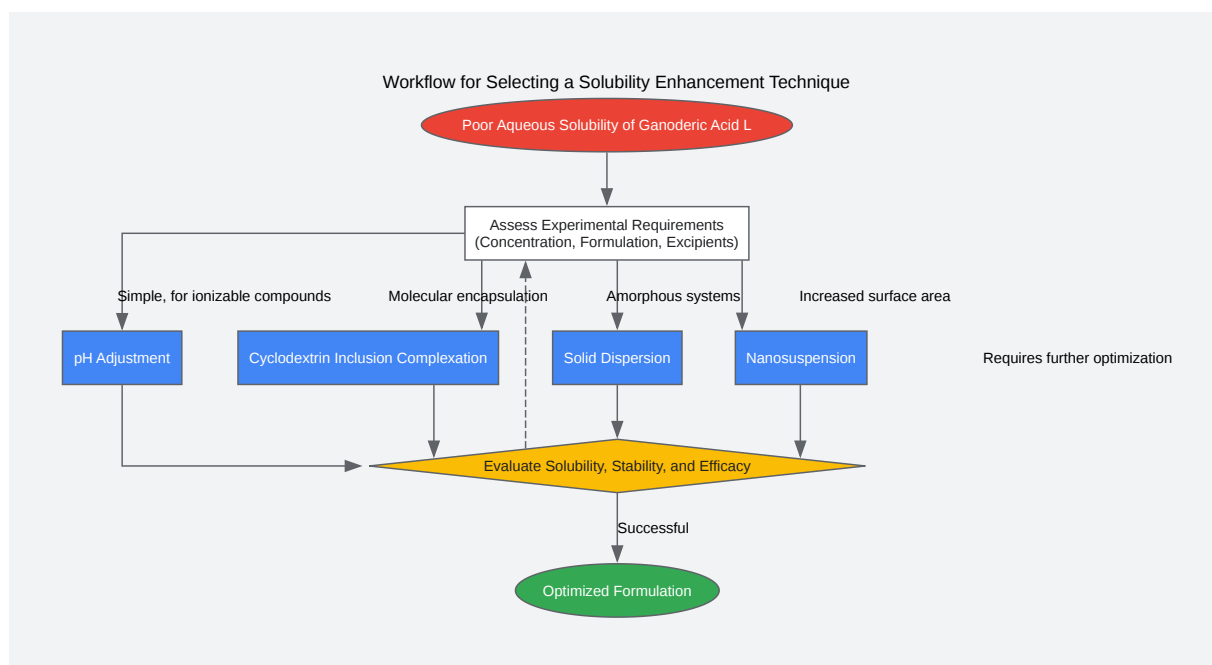 Workflow for Selecting a Solubility Enhancement Technique
Poor Aqueous Solubility of Ganoderic Acid L
Assess Experimental Requirements
(Concentration, Formulation, Excipients)
Simple, for ionizable compounds
Molecular encapsulation
Amorphous systems
Increased surface area
pH Adjustment
Cyclodextrin Inclusion Complexation
Solid Dispersion
Nanosuspension
Requires further optimization
Evaluate Solubility, Stability, and Efficacy
Successful
Optimized Formulation